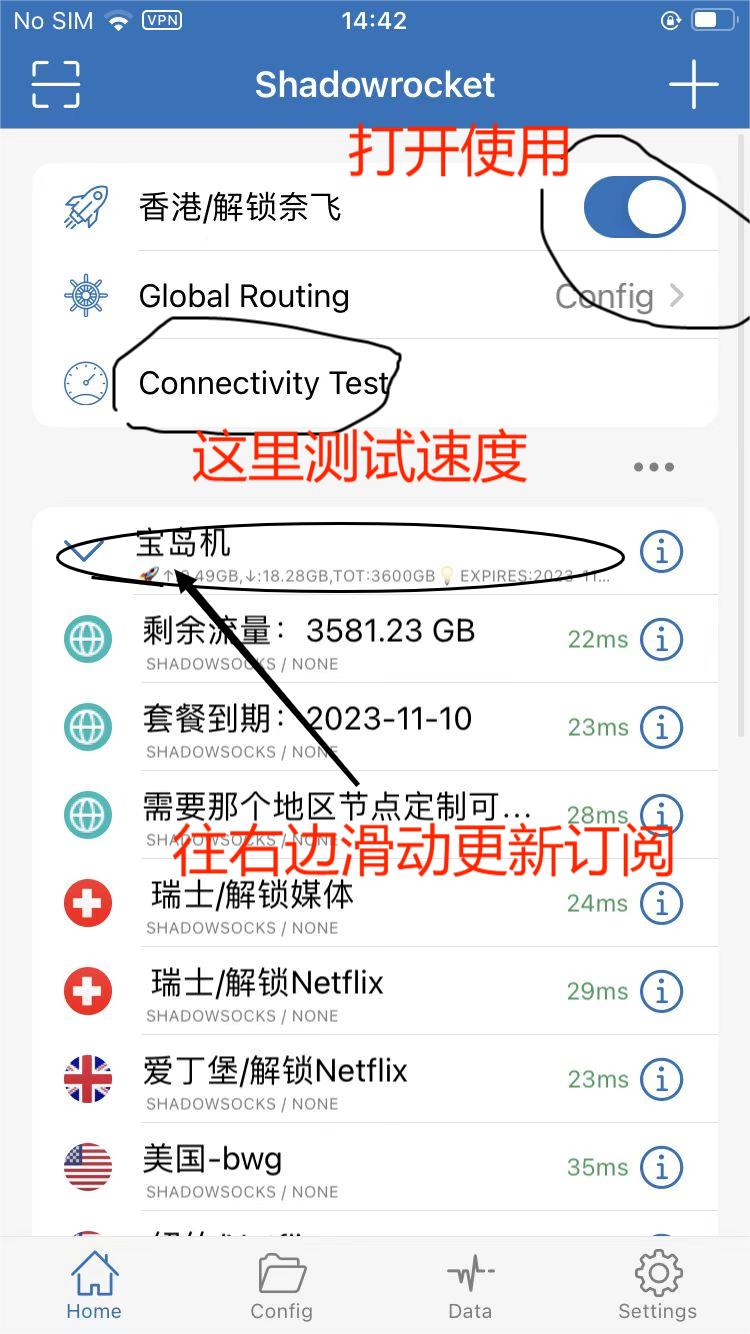 No SIM VPN 14:42
Shadowrocket
打开使用
香港/解锁奈飞
Global Routing Config
Connectivity Test
这里测试速度
宝岛机
.49GB,↓:18.28GB,TOT:3600GB💡EXPIRES:2023-11...
剩余流量：3581.23 GB 22ms
SHADOWSOCKS / NONE
套餐到期：2023-11-10 23ms
SHADOWSOCKS / NONE
需要那个地区节点定制可... 28ms
SHADOWSOCKS / NONE
往右边滑动更新订阅
瑞士/解锁媒体 24ms
SHADOWSOCKS / NONE
瑞士/解锁Netflix 29ms
SHADOWSOCKS / NONE
爱丁堡/解锁Netflix 23ms
SHADOWSOCKS / NONE
美国-bwg 35ms
SHADOWSOCKS / NONE
Home Config Data Settings